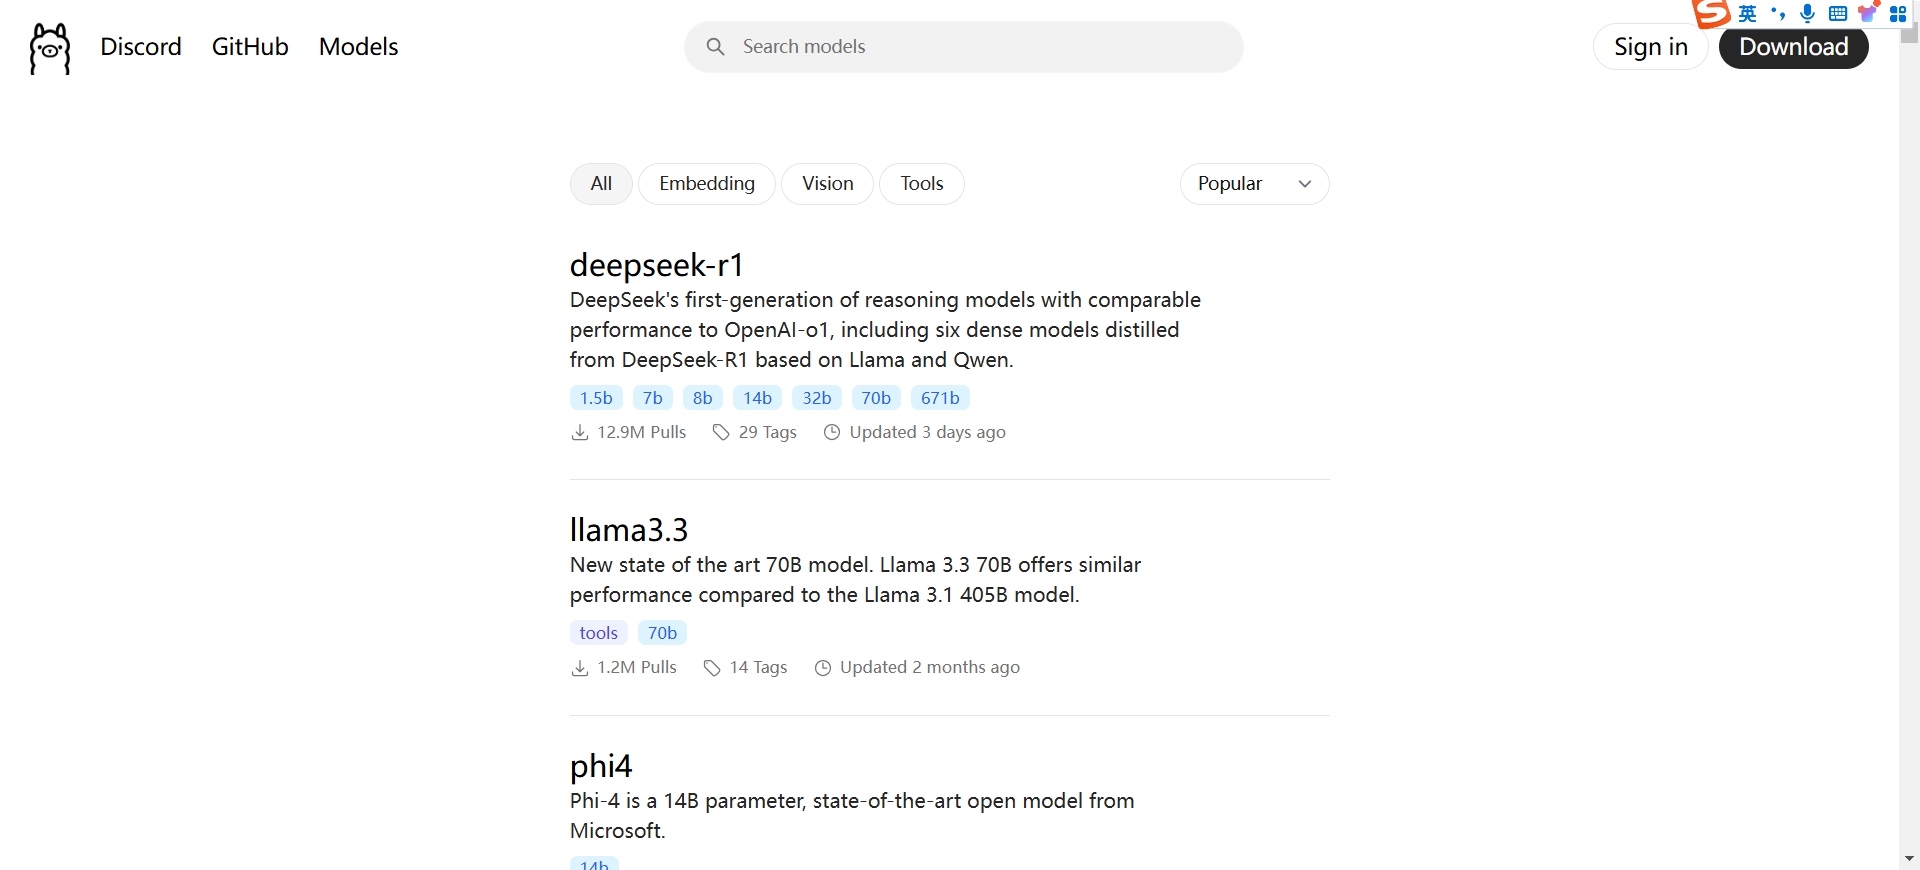 Discord GitHub Models
Search models
英
Sign in Download
All Embedding Vision Tools
Popular
deepseek-r1
DeepSeek's first-generation of reasoning models with comparable
performance to OpenAI-o1, including six dense models distilled
from DeepSeek-R1 based on Llama and Qwen.
1.5b 7b 8b 14b 32b 70b 671b
12.9M Pulls 29 Tags Updated 3 days ago
llama3.3
New state of the art 70B model. Llama 3.3 70B offers similar
performance compared to the Llama 3.1 405B model.
tools 70b
1.2M Pulls 14 Tags Updated 2 months ago
phi4
Phi-4 is a 14B parameter, state-of-the-art open model from
Microsoft.
14b